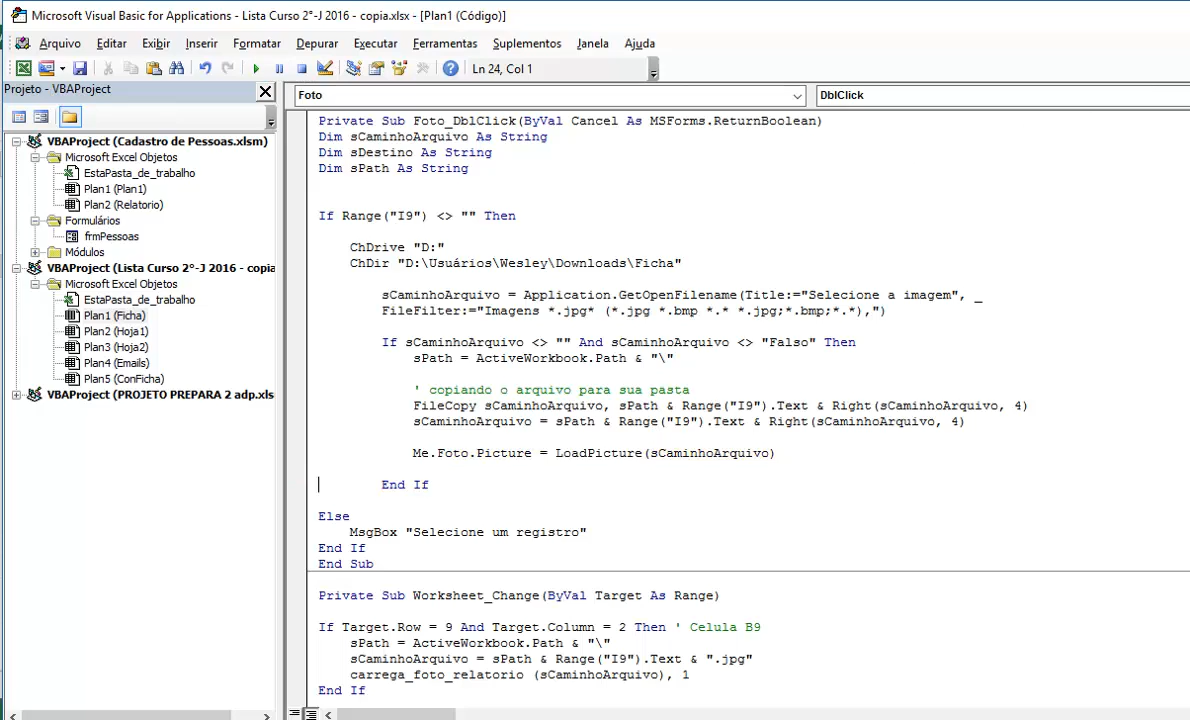 Microsoft Visual Basic for Applications - Lista Curso 2°-J 2016 - copia.xlsx - [Plan1 (Código)]
Arquivo Editar Exibir Inserir Formatar Depurar Executar Ferramentas Suplementos Janela Ajuda
Ln 24, Col 1
Projeto - VBAProject
Foto
DblClick
VBAProject (Cadastro de Pessoas.xlsm)
Microsoft Excel Objetos
EstaPasta_de_trabalho
Plan1 (Plan1)
Plan2 (Relatorio)
Formulários
frmPessoas
Módulos
VBAProject (Lista Curso 2°-J 2016 - copia
Microsoft Excel Objetos
EstaPasta_de_trabalho
Plan1 (Ficha)
Plan2 (Hoja1)
Plan3 (Hoja2)
Plan4 (Emails)
Plan5 (ConFicha)
VBAProject (PROJETO PREPARA 2 adp.xls
Private Sub Foto_DblClick(ByVal Cancel As MSForms.ReturnBoolean)
Dim sCaminhoArquivo As String
Dim sDestino As String
Dim sPath As String
If Range("I9") <> "" Then
ChDrive "D:"
ChDir "D:\Usuários\Wesley\Downloads\Ficha"
sCaminhoArquivo = Application.GetOpenFilename(Title:="Selecione a imagem", _
FileFilter:="Imagens *.jpg* (*.jpg *.bmp *.* *.jpg;*.bmp;*.*),")
If sCaminhoArquivo <> "" And sCaminhoArquivo <> "Falso" Then
sPath = ActiveWorkbook.Path & "\"
' copiando o arquivo para sua pasta
FileCopy sCaminhoArquivo, sPath & Range("I9").Text & Right(sCaminhoArquivo, 4)
sCaminhoArquivo = sPath & Range("I9").Text & Right(sCaminhoArquivo, 4)
Me.Foto.Picture = LoadPicture(sCaminhoArquivo)
End If
Else
MsgBox "Selecione um registro"
End If
End Sub
Private Sub Worksheet_Change(ByVal Target As Range)
If Target.Row = 9 And Target.Column = 2 Then ' Celula B9
sPath = ActiveWorkbook.Path & "\"
sCaminhoArquivo = sPath & Range("I9").Text & ".jpg"
carrega_foto_relatorio (sCaminhoArquivo), 1
End If